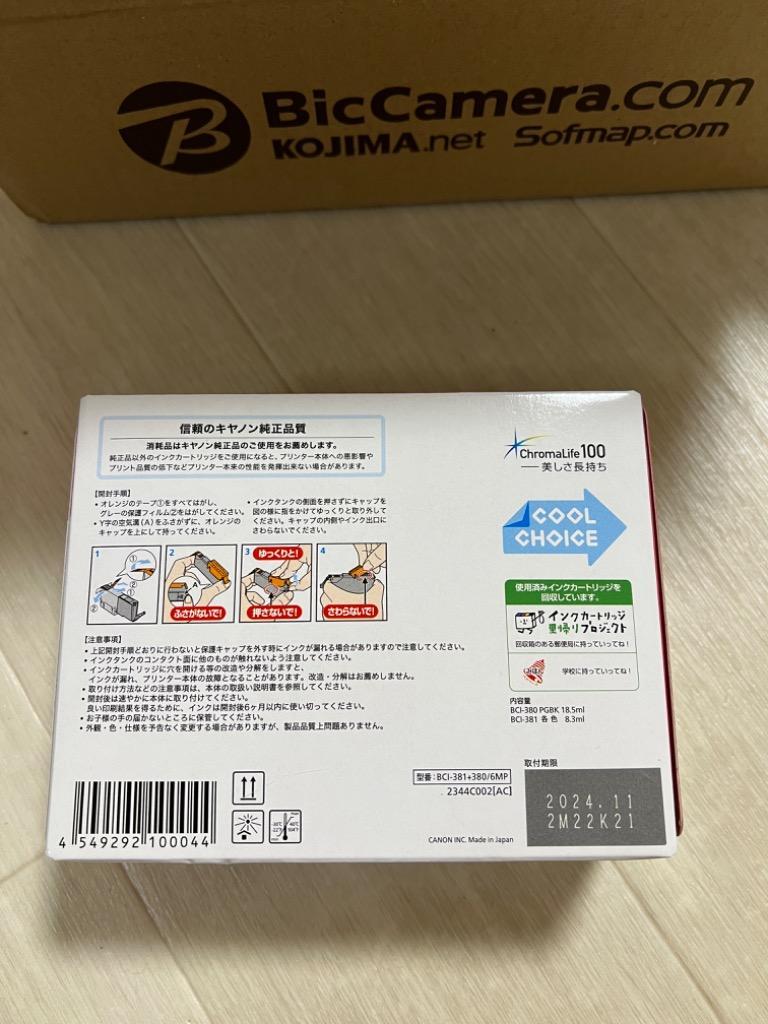 BicCamera.com
KOJIMA.net Sofmap.com
信頼のキヤノン純正品質
消耗品はキヤノン純正品のご使用をお薦めします。
純正品以外のインクカートリッジをご使用になると、プリンター本体への悪影響や
プリント品質の低下などプリンター本来の性能を発揮出来ない場合があります。
【開封手順】
・オレンジのテープ①をすべてはがし、
グレーの保護フィルム②をはがしてください。
・Y字の空気溝(A)をふさがずに、オレンジの
キャップを上にして持ってください。
・インクタンクの側面を押さずにキャップを
図の様に指をかけてゆっくりと取り外して
ください。キャップの内側やインク出口に
さわらないでください。
1
2
ふさがないで!
3
ゆっくりと!
押さないで!
4
さわらないで!
【注意事項】
・上記開封手順どおりに行わないと保護キャップを外す時にインクが漏れる場合がありますので注意してください。
・インクタンクのコンタクト面に他のものが触れないよう注意してください。
・インクカートリッジに穴を開ける等の改造や分解をしますと、
インクが漏れ、プリンター本体の故障となることがあります。改造・分解はお薦めしません。
・取り付け方法などの注意事項は、本体の取扱い説明書を参照してください。
・開封後は速やかに本体に取り付けてください。
良い印刷結果を得るために、インクは開封後6ヶ月以内に使い切ってください。
・お子様の手の届かないところに保管してください。
・外観・色・仕様を予告なく変更する場合がありますが、製品品質上問題ありません。
ChromaLife100
美しさ長持ち
COOL
CHOICE
使用済みインクカートリッジを
回収しています。
インクカートリッジ
里帰りプロジェクト
回収箱のある郵便局に持っていってね!
学校に持っていってね!
内容量
BCI-380 PGBK 18.5ml
BCI-381 各色 8.3ml
取付期限
2024.11
2M22K21
型番:BCI-381+380/6MP
2344C002[AC]
CANON INC. Made in Japan
4 549292 100044